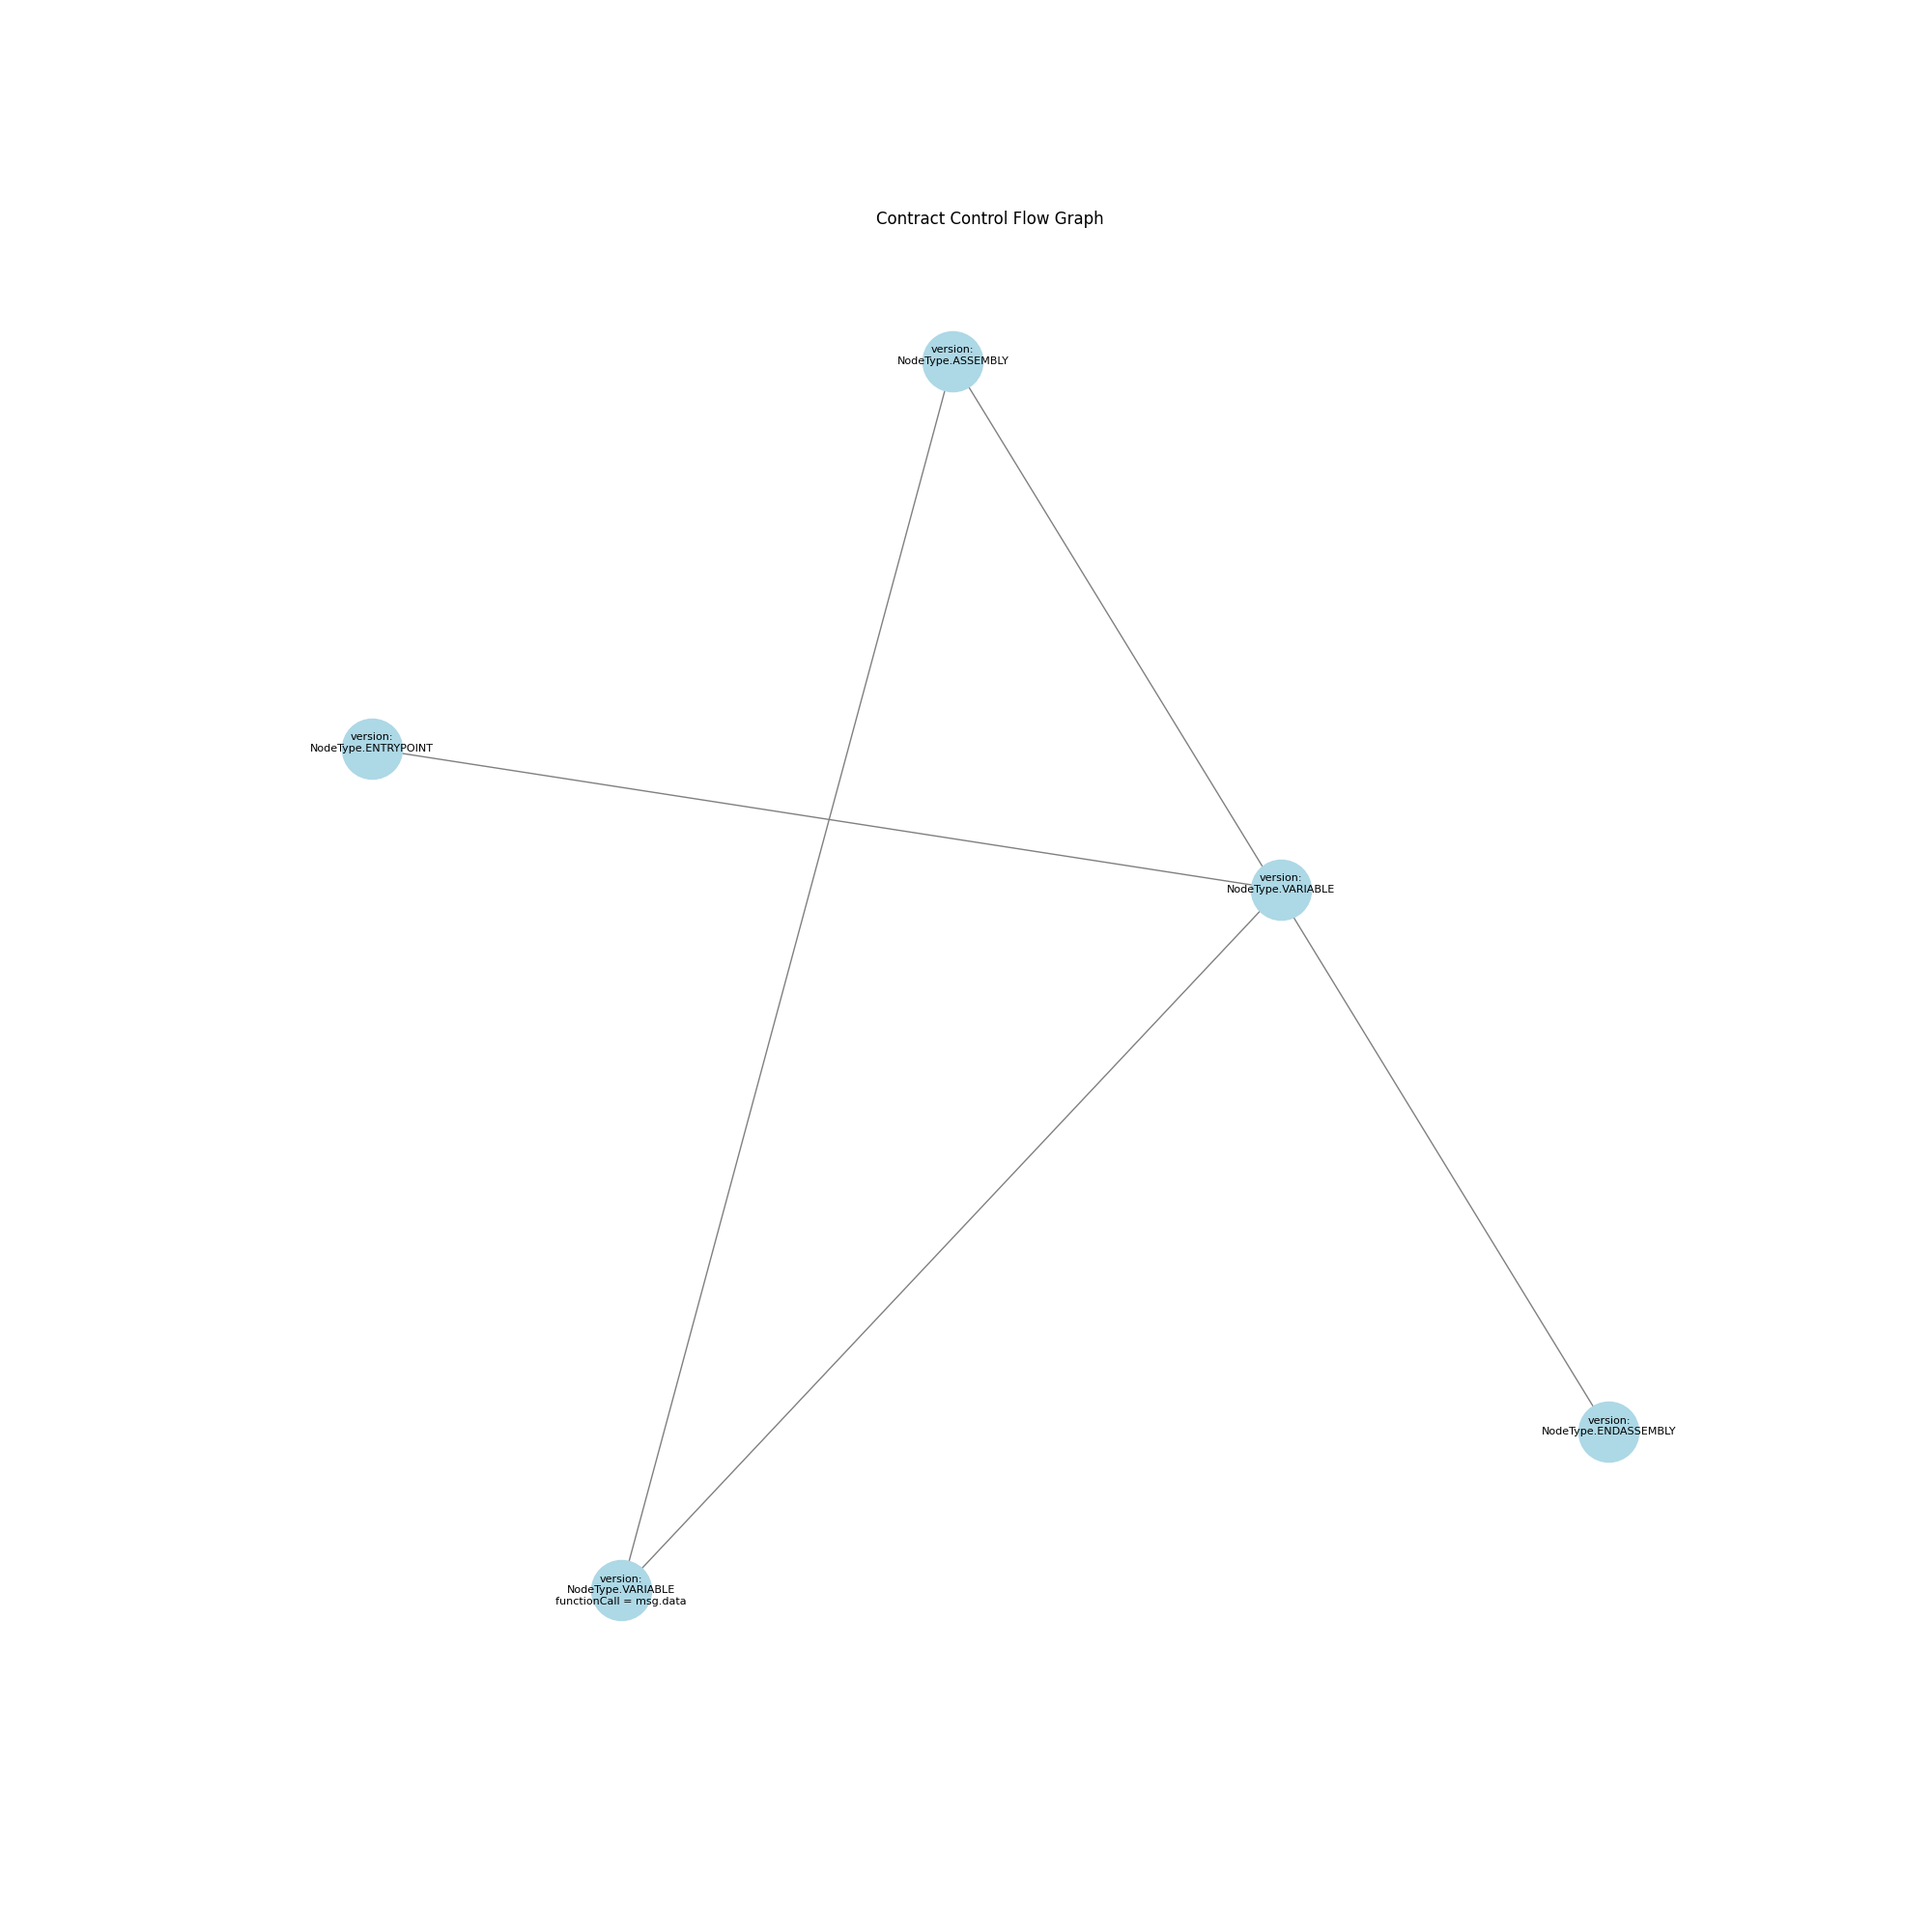 Contract Control Flow Graph
version:
NodeType.ASSEMBLY
version:
NodeType.ENTRYPOINT
version:
NodeType.VARIABLE
version:
NodeType.ENDASSEMBLY
version:
NodeType.VARIABLE
functionCall = msg.data